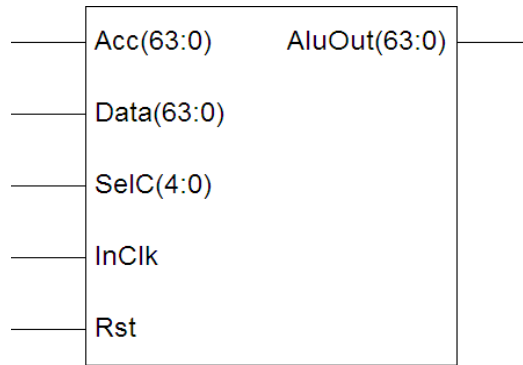 Acc(63:0) AluOut(63:0)
Data(63:0)
SelC(4:0)
InClk
Rst